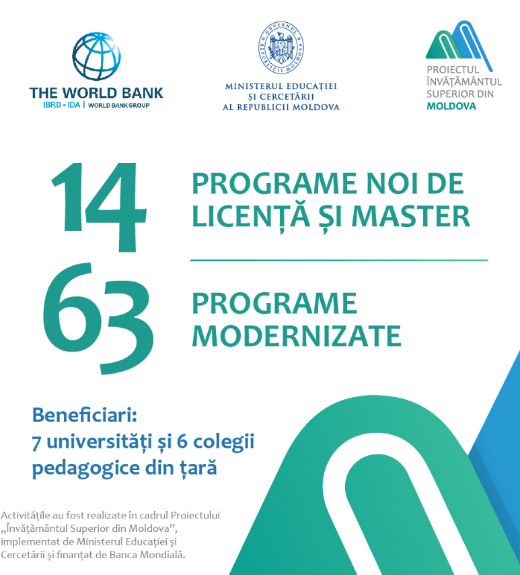 THE WORLD BANK
IBRD • IDA | WORLD BANK GROUP
MINISTERUL EDUCAȚIEI
ȘI CERCETĂRII
AL REPUBLICII MOLDOVA
PROIECTUL
ÎNVĂȚĂMÂNTUL
SUPERIOR DIN
MOLDOVA
14
PROGRAME NOI DE
LICENȚĂ ȘI MASTER
63
PROGRAME
MODERNIZATE
Beneficiari:
7 universități și 6 colegii
pedagogice din țară
Activitățile au fost realizate în cadrul Proiectului
„Învățământul Superior din Moldova”,
implementat de Ministerul Educației și
Cercetării și finanțat de Banca Mondială.